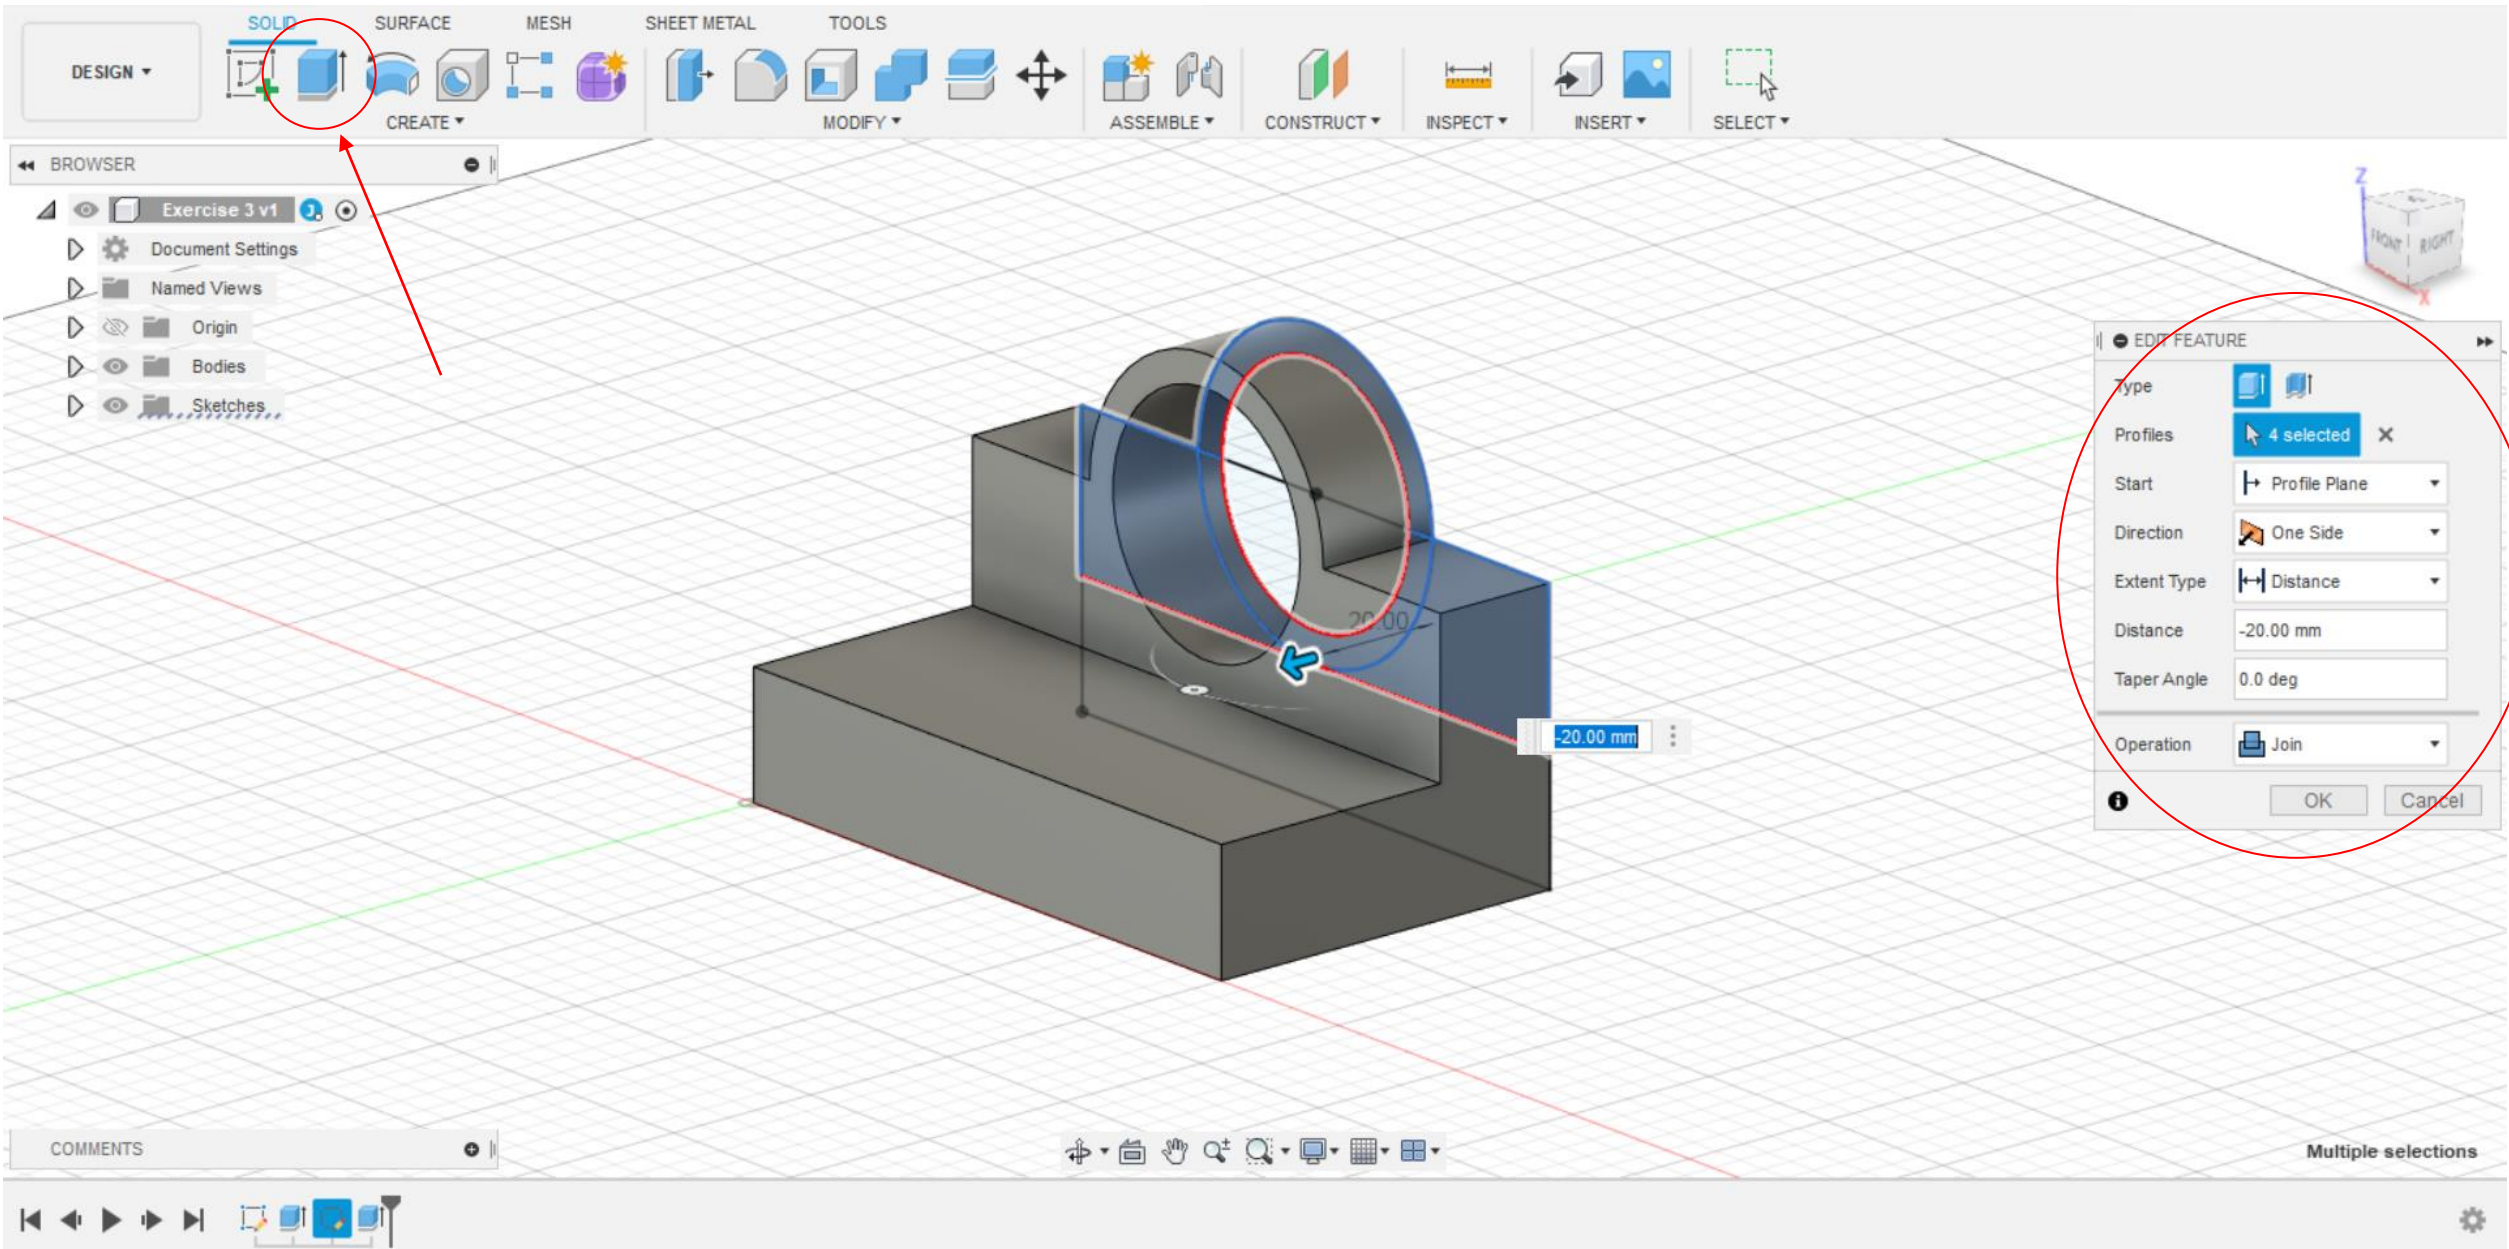 SOLID SURFACE MESH SHEET METAL TOOLS
DESIGN ▾
CREATE ▾ MODIFY ▾ ASSEMBLE ▾ CONSTRUCT ▾ INSPECT ▾ INSERT ▾ SELECT ▾
BROWSER
Exercise 3 v1
Document Settings
Named Views
Origin
Bodies
Sketches
Z
FRONT RIGHT
X
EDIT FEATURE
Type
Profiles 4 selected
Start Profile Plane
Direction One Side
Extent Type Distance
Distance -20.00 mm
Taper Angle 0.0 deg
Operation Join
OK Cancel
20.00
-20.00 mm
COMMENTS
Multiple selections